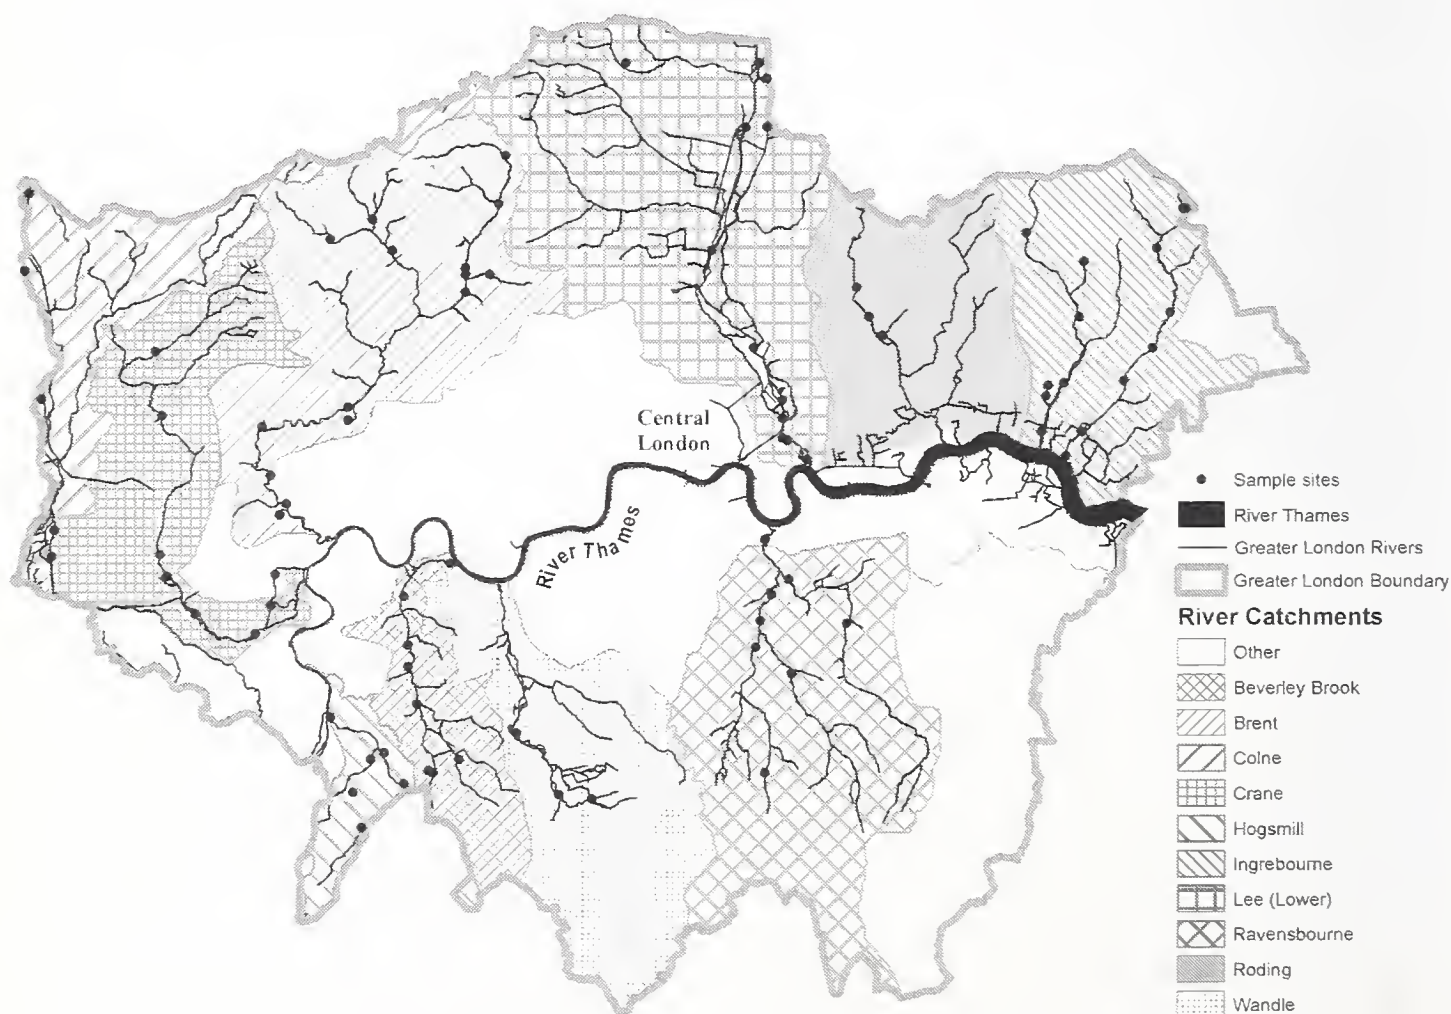 Central
London
River Thames
Sample sites
River Thames
Greater London Rivers
Greater London Boundary
River Catchments
Other
Beverley Brook
Brent
Colne
Crane
Hogsmill
Ingrebourne
Lee (Lower)
Ravensbourne
Roding
Wandle